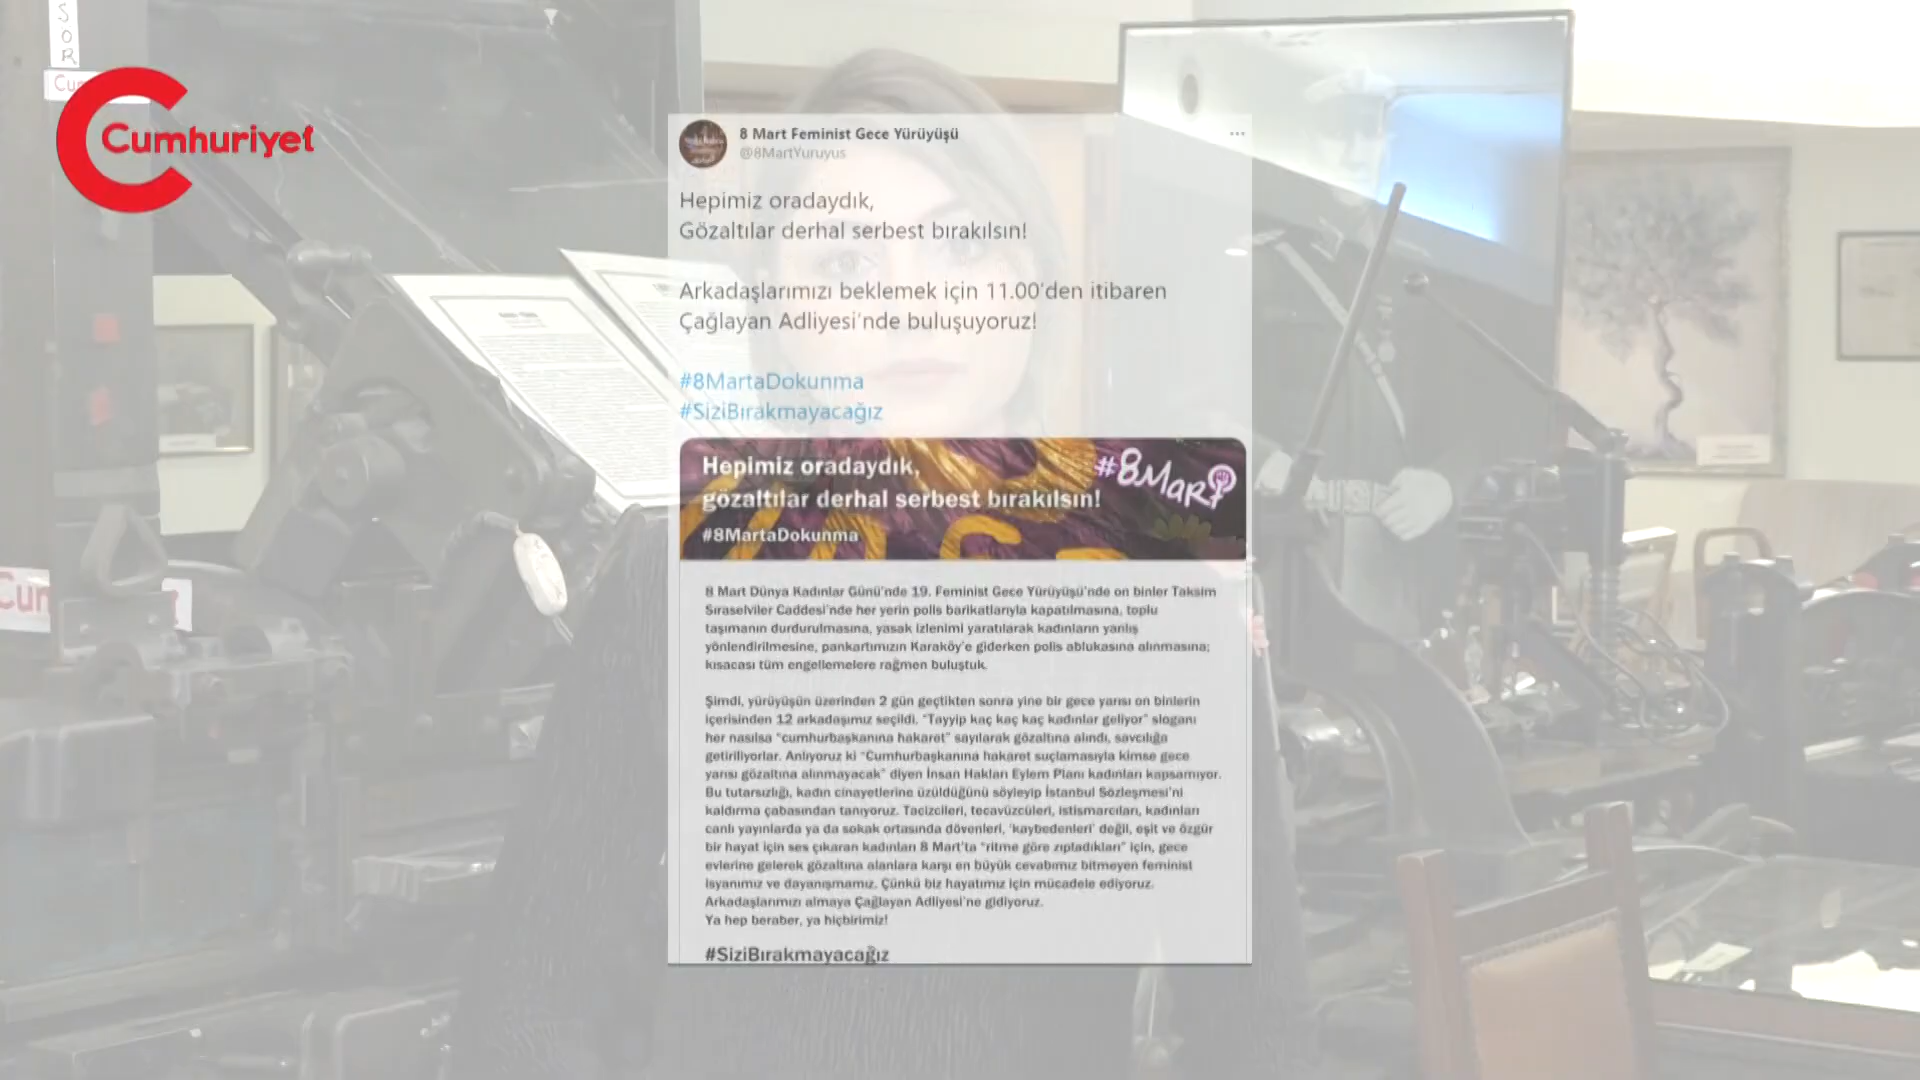 SOR
Cu
Cumhuriyet
8 Mart Feminist Gece Yürüyüşü
@8MartYuruyus
Hepimiz oradaydık,
Gözaltılar derhal serbest bırakılsın!
Arkadaşlarımızı beklemek için 11.00'den itibaren
Çağlayan Adliyesi'nde buluşuyoruz!
#8MartaDokunma
#SiziBırakmayacağız
Hepimiz oradaydık,
gözaltılar derhal serbest bırakılsın!
#8MartaDokunma
#8Mart
8 Mart Dünya Kadınlar Günü'nde 19. Feminist Gece Yürüyüşü'nde on binler Taksim
Sıraselviler Caddesi'nde her yerin polis barikatlarıyla kapatılmasına, toplu
taşımanın durdurulmasına, yasak izlenimi yaratılarak kadınların yanlış
yönlendirilmesine, pankartımızın Karaköy'e giderken polis ablukasına alınmasına;
kısacası tüm engellemelere rağmen buluştuk.
Şimdi, yürüyüşün üzerinden 2 gün geçtikten sonra yine bir gece yarısı on binlerin
içerisinden 12 arkadaşımız seçildi. "Tayyip kaç kaç kaç kadınlar geliyor" sloganı
her nasılsa "cumhurbaşkanına hakaret" sayılarak gözaltına alındı, savcılığa
getiriliyorlar. Anlıyoruz ki "Cumhurbaşkanına hakaret suçlamasıyla kimse gece
yarısı gözaltına alınmayacak" diyen İnsan Hakları Eylem Planı kadınları kapsamıyor.
Bu tutarsızlığı, kadın cinayetlerine üzüldüğünü söyleyip İstanbul Sözleşmesi'ni
kaldırma çabasından tanıyoruz. Tacizcileri, tecavüzcüleri, istismarcıları, kadınları
canlı yayınlarda ya da sokak ortasında dövenleri, 'kaybedenleri' değil, eşit ve özgür
bir hayat için ses çıkaran kadınları 8 Mart'ta "ritme göre zıpladıkları" için, gece
evlerine gelerek gözaltına alanlara karşı en büyük cevabımız bitmeyen feminist
isyanımız ve dayanışmamız. Çünkü biz hayatımız için mücadele ediyoruz.
Arkadaşlarımızı almaya Çağlayan Adliyesi'ne gidiyoruz.
Ya hep beraber, ya hiçbirimiz!
#SiziBırakmayacağız